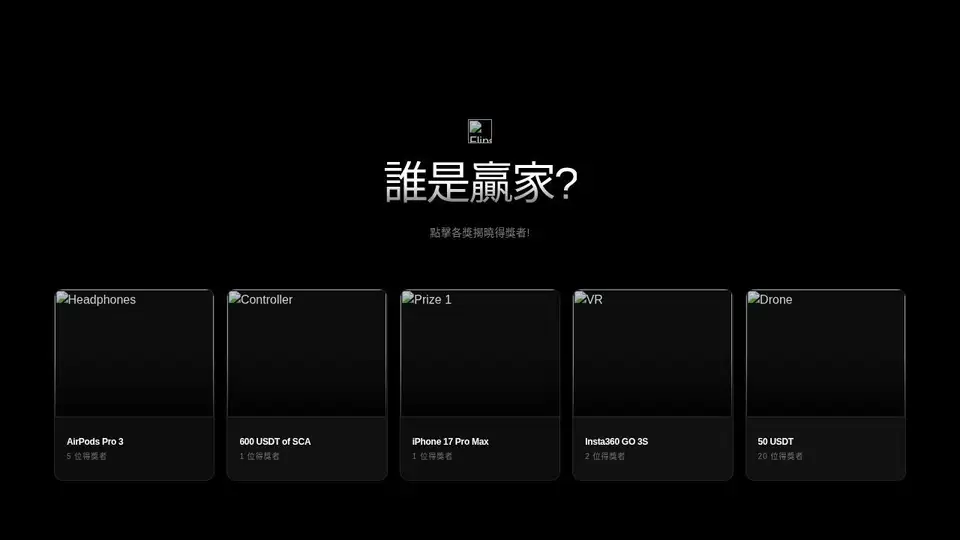 誰是贏家?
點擊各獎揭曉得獎者!
Headphones
Controller
Prize 1
VR
Drone
AirPods Pro 3
5 位得獎者
600 USDT of SCA
1 位得獎者
iPhone 17 Pro Max
1 位得獎者
Insta360 GO 3S
2 位得獎者
50 USDT
20 位得獎者